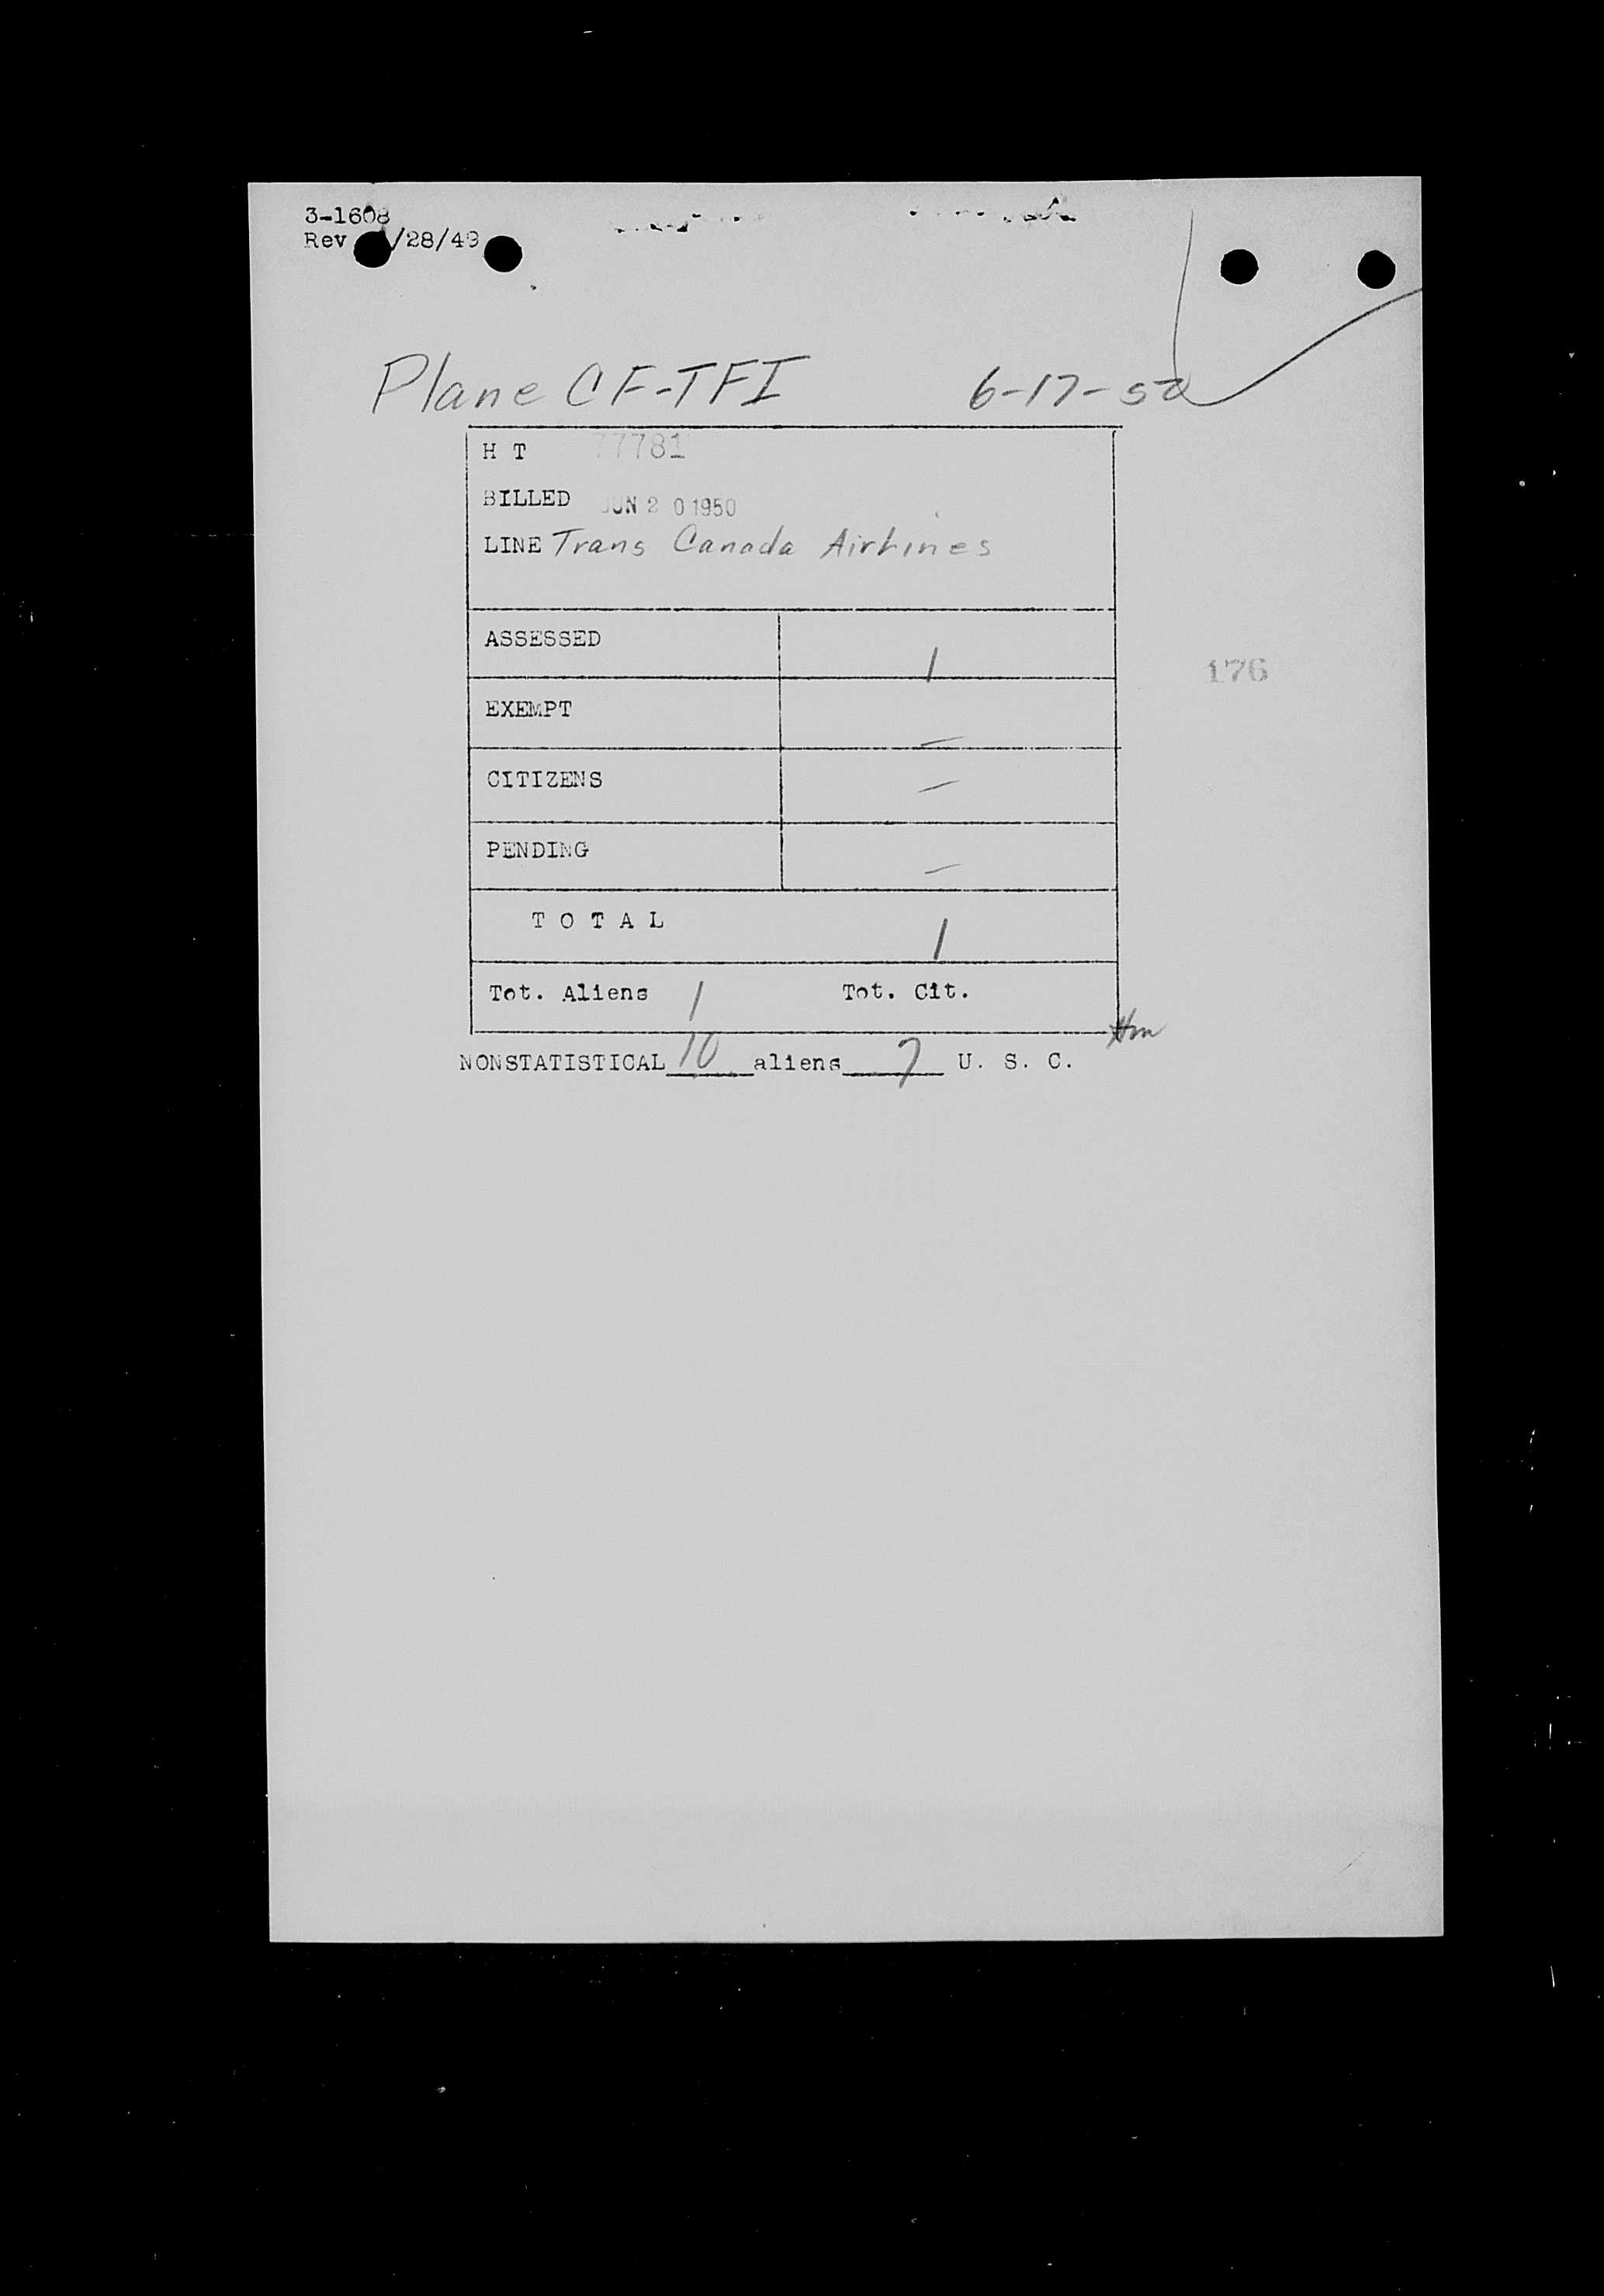 3-1608
Rev /28/49
Plane CF-TFI 6-17-50
H T 77781
BILLED JUN 20 1950
LINE Trans Canada Airlines
ASSESSED 1
176
EXEMPT —
CITIZENS —
PENDING —
T O T A L 1
Tot. Aliens 1 Tot. Cit.
NONSTATISTICAL 10 aliens 7 U. S. C.